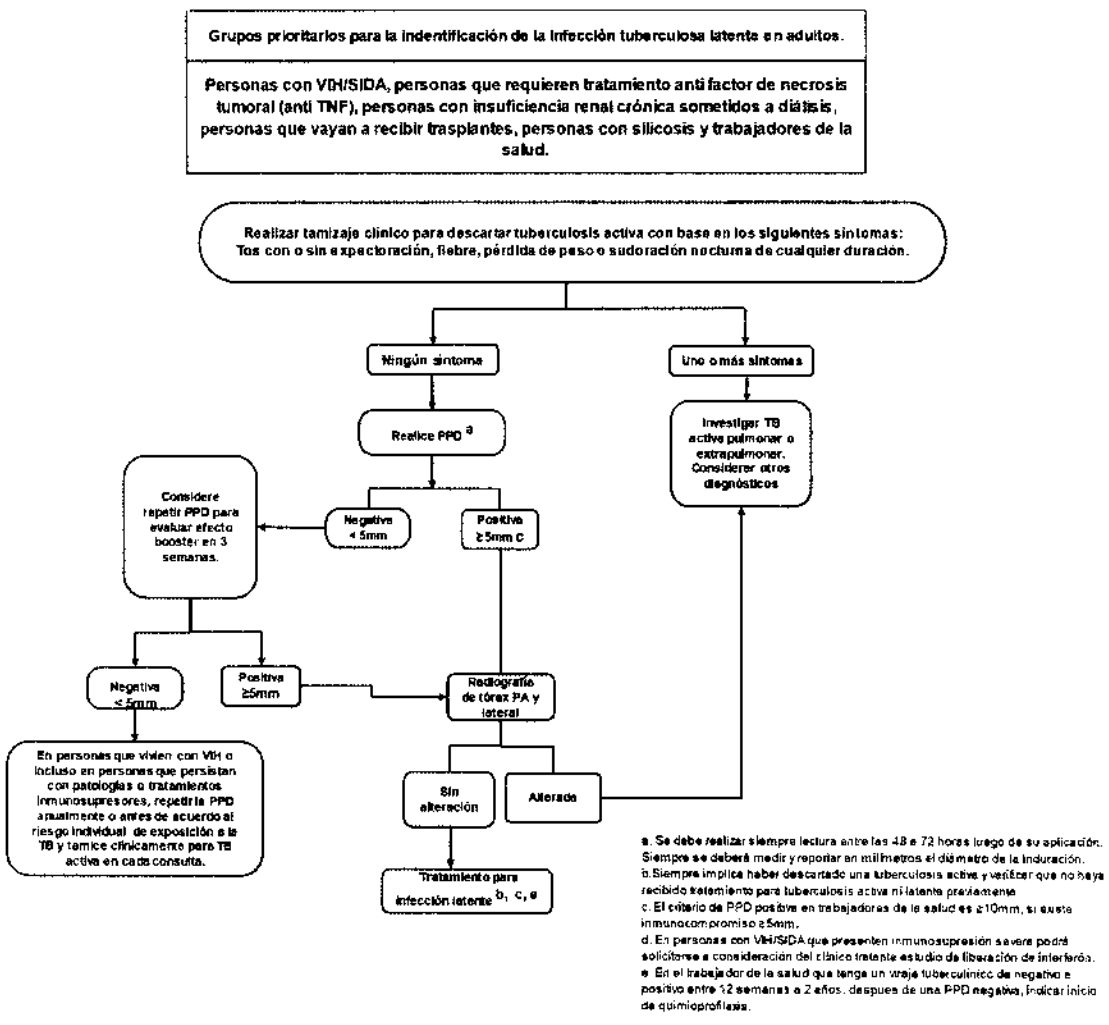 Grupos prioritarios para la indentificación de la infección tuberculosa latente en adultos.
Personas con VIH/SIDA, personas que requieren tratamiento anti factor de necrosis
tumoral (anti TNF), personas con insuficiencia renal crónica sometidos a diálisis,
personas que vayan a recibir trasplantes, personas con silicosis y trabajadores de la
salud.
Realizar tamizaje clínico para descartar tuberculosis activa con base en los siguientes síntomas:
Tos con o sin expectoración, fiebre, pérdida de peso o sudoración nocturna de cualquier duración.
Ningún síntoma
Uno o más síntomas
Realice PPD a
Investigar TB
activa pulmonar o
extrapulmonar.
Considerar otros
diagnósticos
Considere
repetir PPD para
evaluar efecto
booster en 3
semanas.
Negativa
< 5mm
Positiva
≥5mm c
Negativa
< 5mm
Positiva
≥5mm
Radiografía
de tórax PA y
lateral
En personas que vivien con VIH o
incluso en personas que persistan
con patologías o tratamientos
inmunosupresores, repetir la PPD
anualmente o antes de acuerdo al
riesgo individual de exposición a la
TB y tamice clínicamente para TB
activa en cada consulta.
Sin
alteración
Alterada
Tratamiento para
infección latente b, c, e
a. Se debe realizar siempre lectura entre las 48 a 72 horas luego de su aplicación.
Siempre se deberá medir y reportar en milímetros el diámetro de la induración.
b. Siempre implica haber descartado una tuberculosis activa y verificar que no haya
recibido tratamiento para tuberculosis activa ni latente previamente
c. El criterio de PPD positiva en trabajadores de la salud es ≥10mm, si existe
inmunocompromiso ≥5mm.
d. En personas con VIH/SIDA que presenten inmunosupresión severa podrá
solicitarse a consideración del clínico tratante estudio de liberación de interferón.
e. En el trabajador de la salud que tenga un viraje tuberculínico de negativo a
positivo entre 12 semanas a 2 años, despues de una PPD negativa, indicar inicio
de quimioprofilaxis.